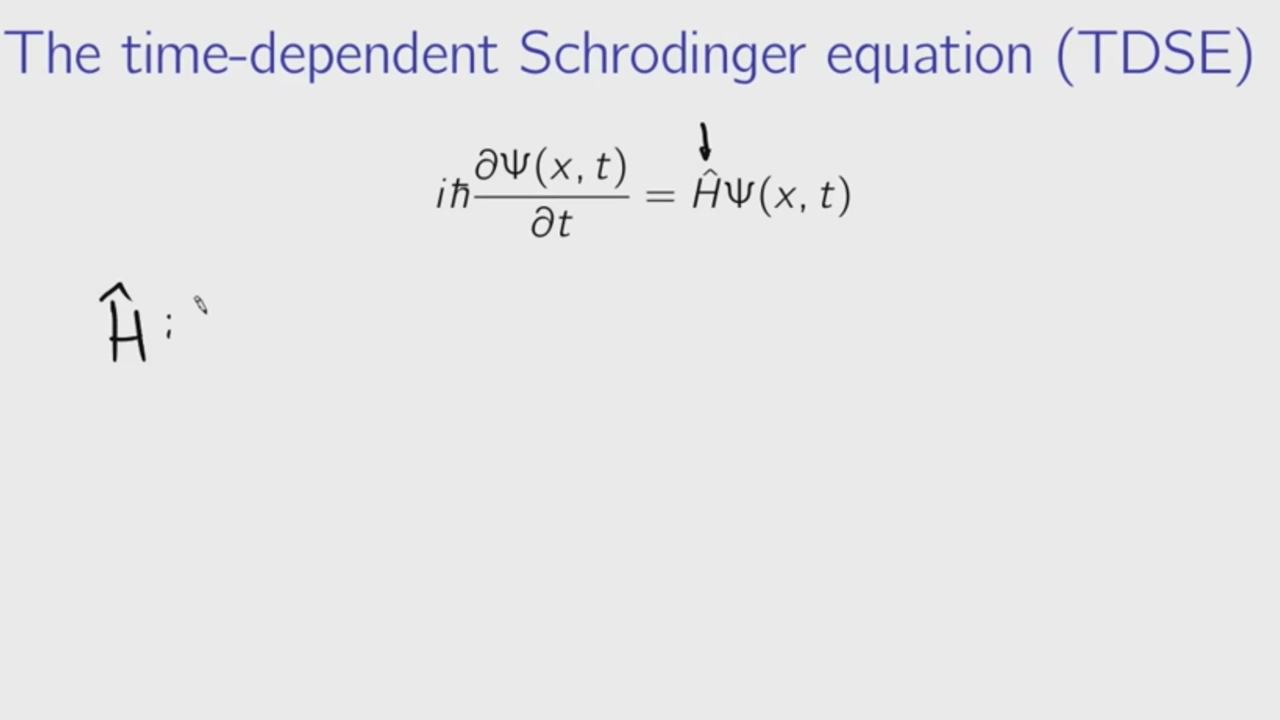 The time-dependent Schrodinger equation (TDSE)
iħ ∂Ψ(x, t)/∂t = ĤΨ(x, t)
Ĥ :